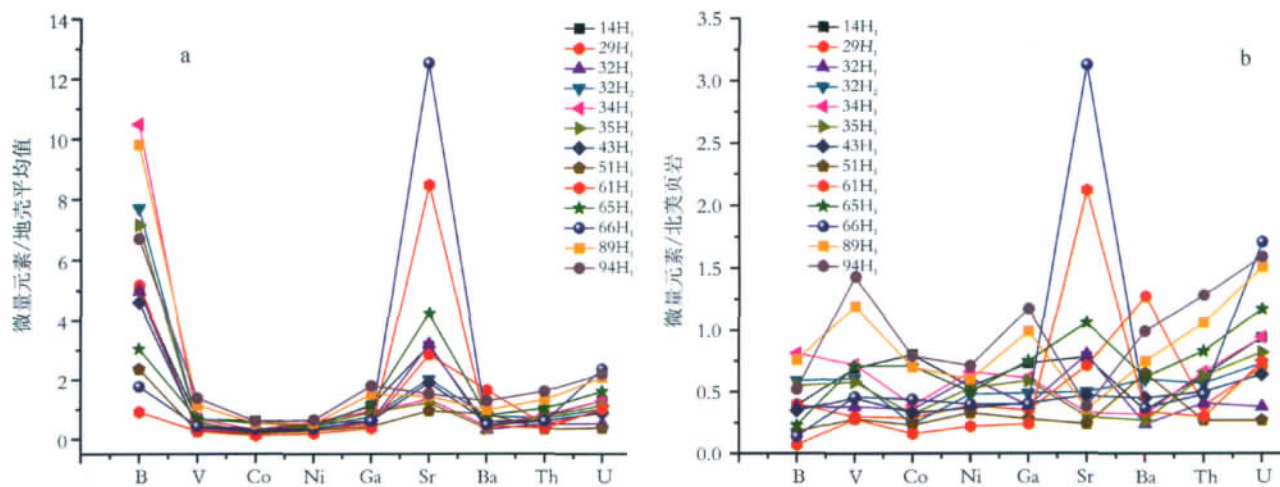 a
14
12
10
8
6
4
2
0
微量元素/地壳平均值
B V Co Ni Ga Sr Ba Th U
14H₁
29H₁
32H₁
32H₂
34H₁
35H₁
43H₁
51H₁
61H₁
65H₁
66H₁
89H₁
94H₁
b
3.5
3.0
2.5
2.0
1.5
1.0
0.5
0.0
微量元素/北美页岩
B V Co Ni Ga Sr Ba Th U
14H₁
29H₁
32H₁
32H₂
34H₁
35H₁
43H₁
51H₁
61H₁
65H₁
66H₁
89H₁
94H₁